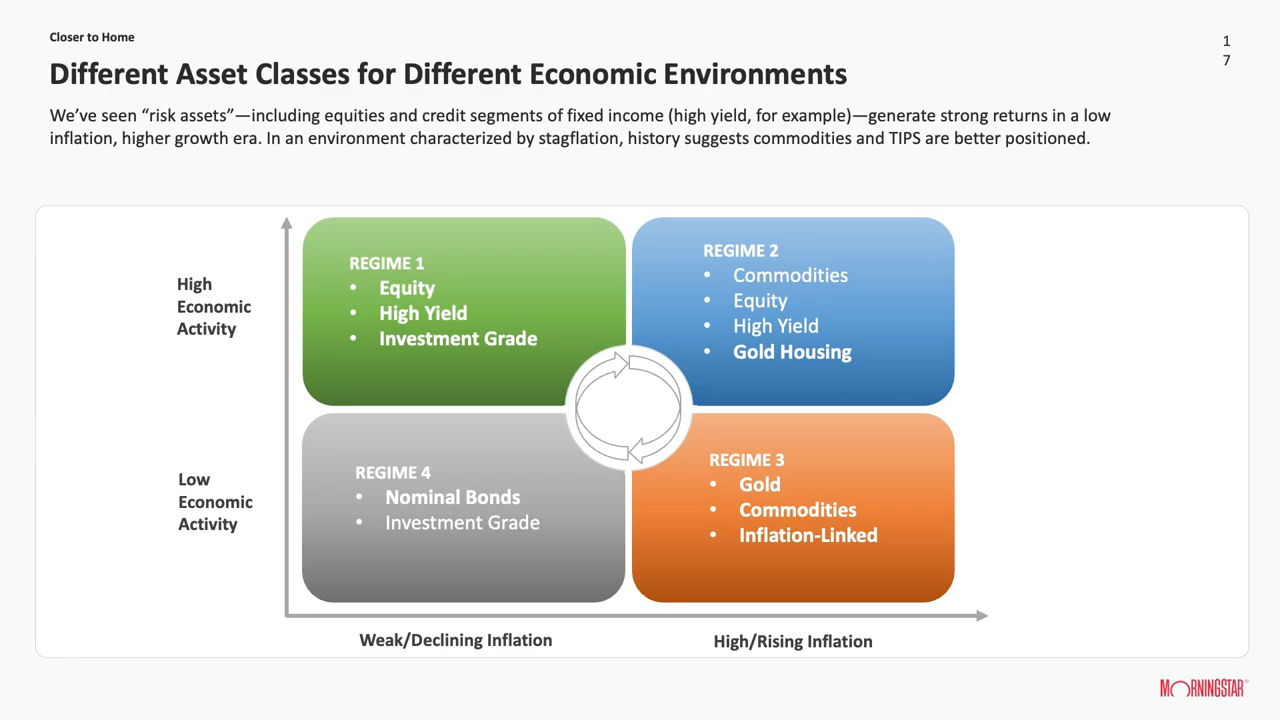 Closer to Home
1
7
Different Asset Classes for Different Economic Environments
We’ve seen “risk assets”—including equities and credit segments of fixed income (high yield, for example)—generate strong returns in a low
inflation, higher growth era. In an environment characterized by stagflation, history suggests commodities and TIPS are better positioned.
High
Economic
Activity
REGIME 1
• Equity
• High Yield
• Investment Grade
REGIME 2
• Commodities
• Equity
• High Yield
• Gold Housing
Low
Economic
Activity
REGIME 4
• Nominal Bonds
• Investment Grade
REGIME 3
• Gold
• Commodities
• Inflation-Linked
Weak/Declining Inflation
High/Rising Inflation
MORNINGSTAR®